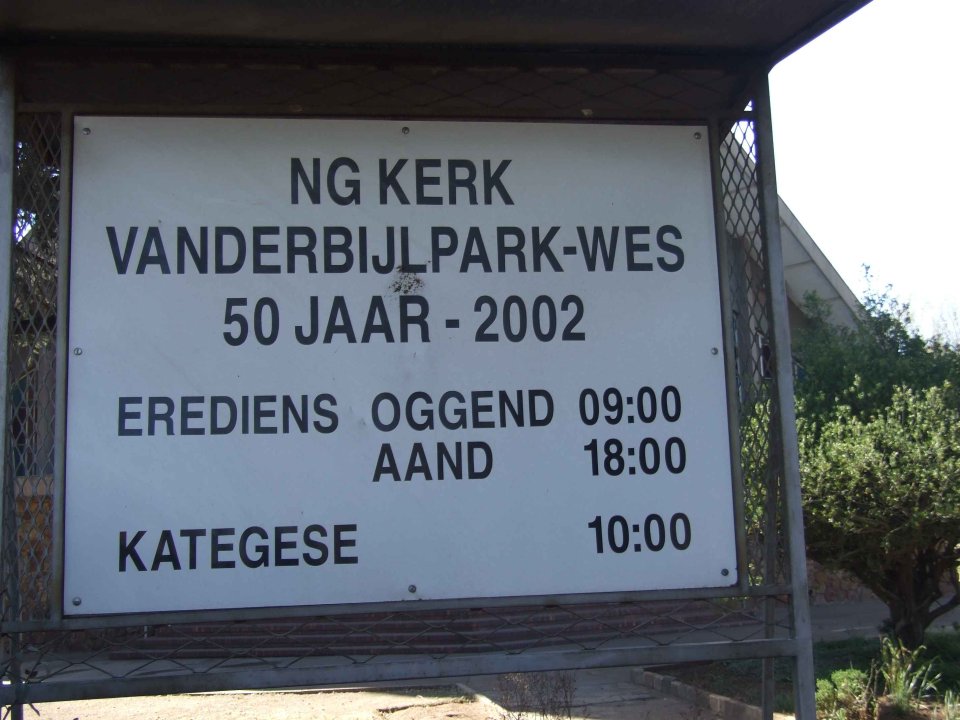 NG KERK
VANDERBIJLPARK-WES
50 JAAR - 2002
EREDIENS OGGEND 09:00
AAND 18:00
KATEGESE 10:00